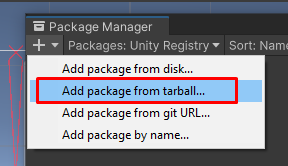 Package Manager
+ Packages: Unity Registry Sort: Nam
Add package from disk...
Add package from tarball...
Add package from git URL...
Add package by name...